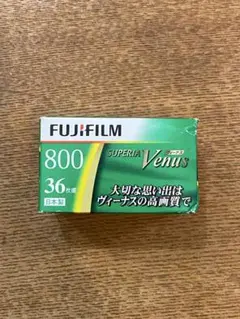 FUJIFILM
800
SUPERIA Venus
36枚撮
日本製
大切な思い出は
ヴィーナスの高画質で